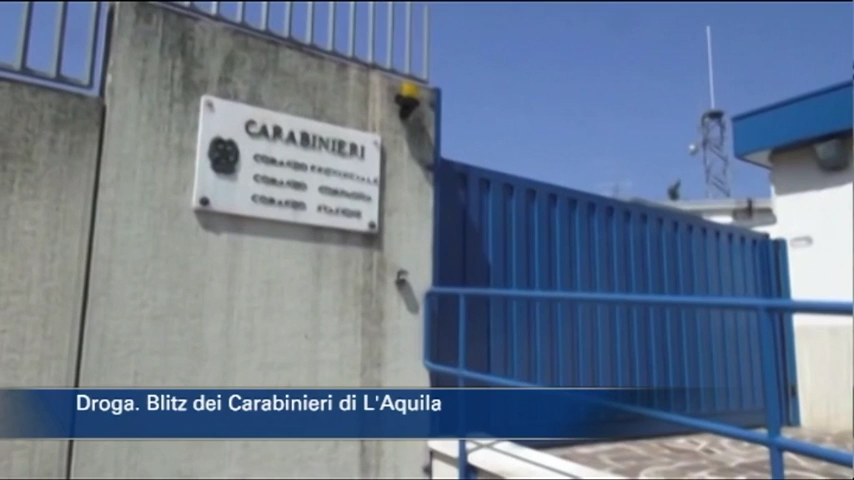 CARABINIERI
COMANDO PROVINCIALE
COMANDO COMPAGNIA
COMANDO STAZIONE
Droga. Blitz dei Carabinieri di L'Aquila